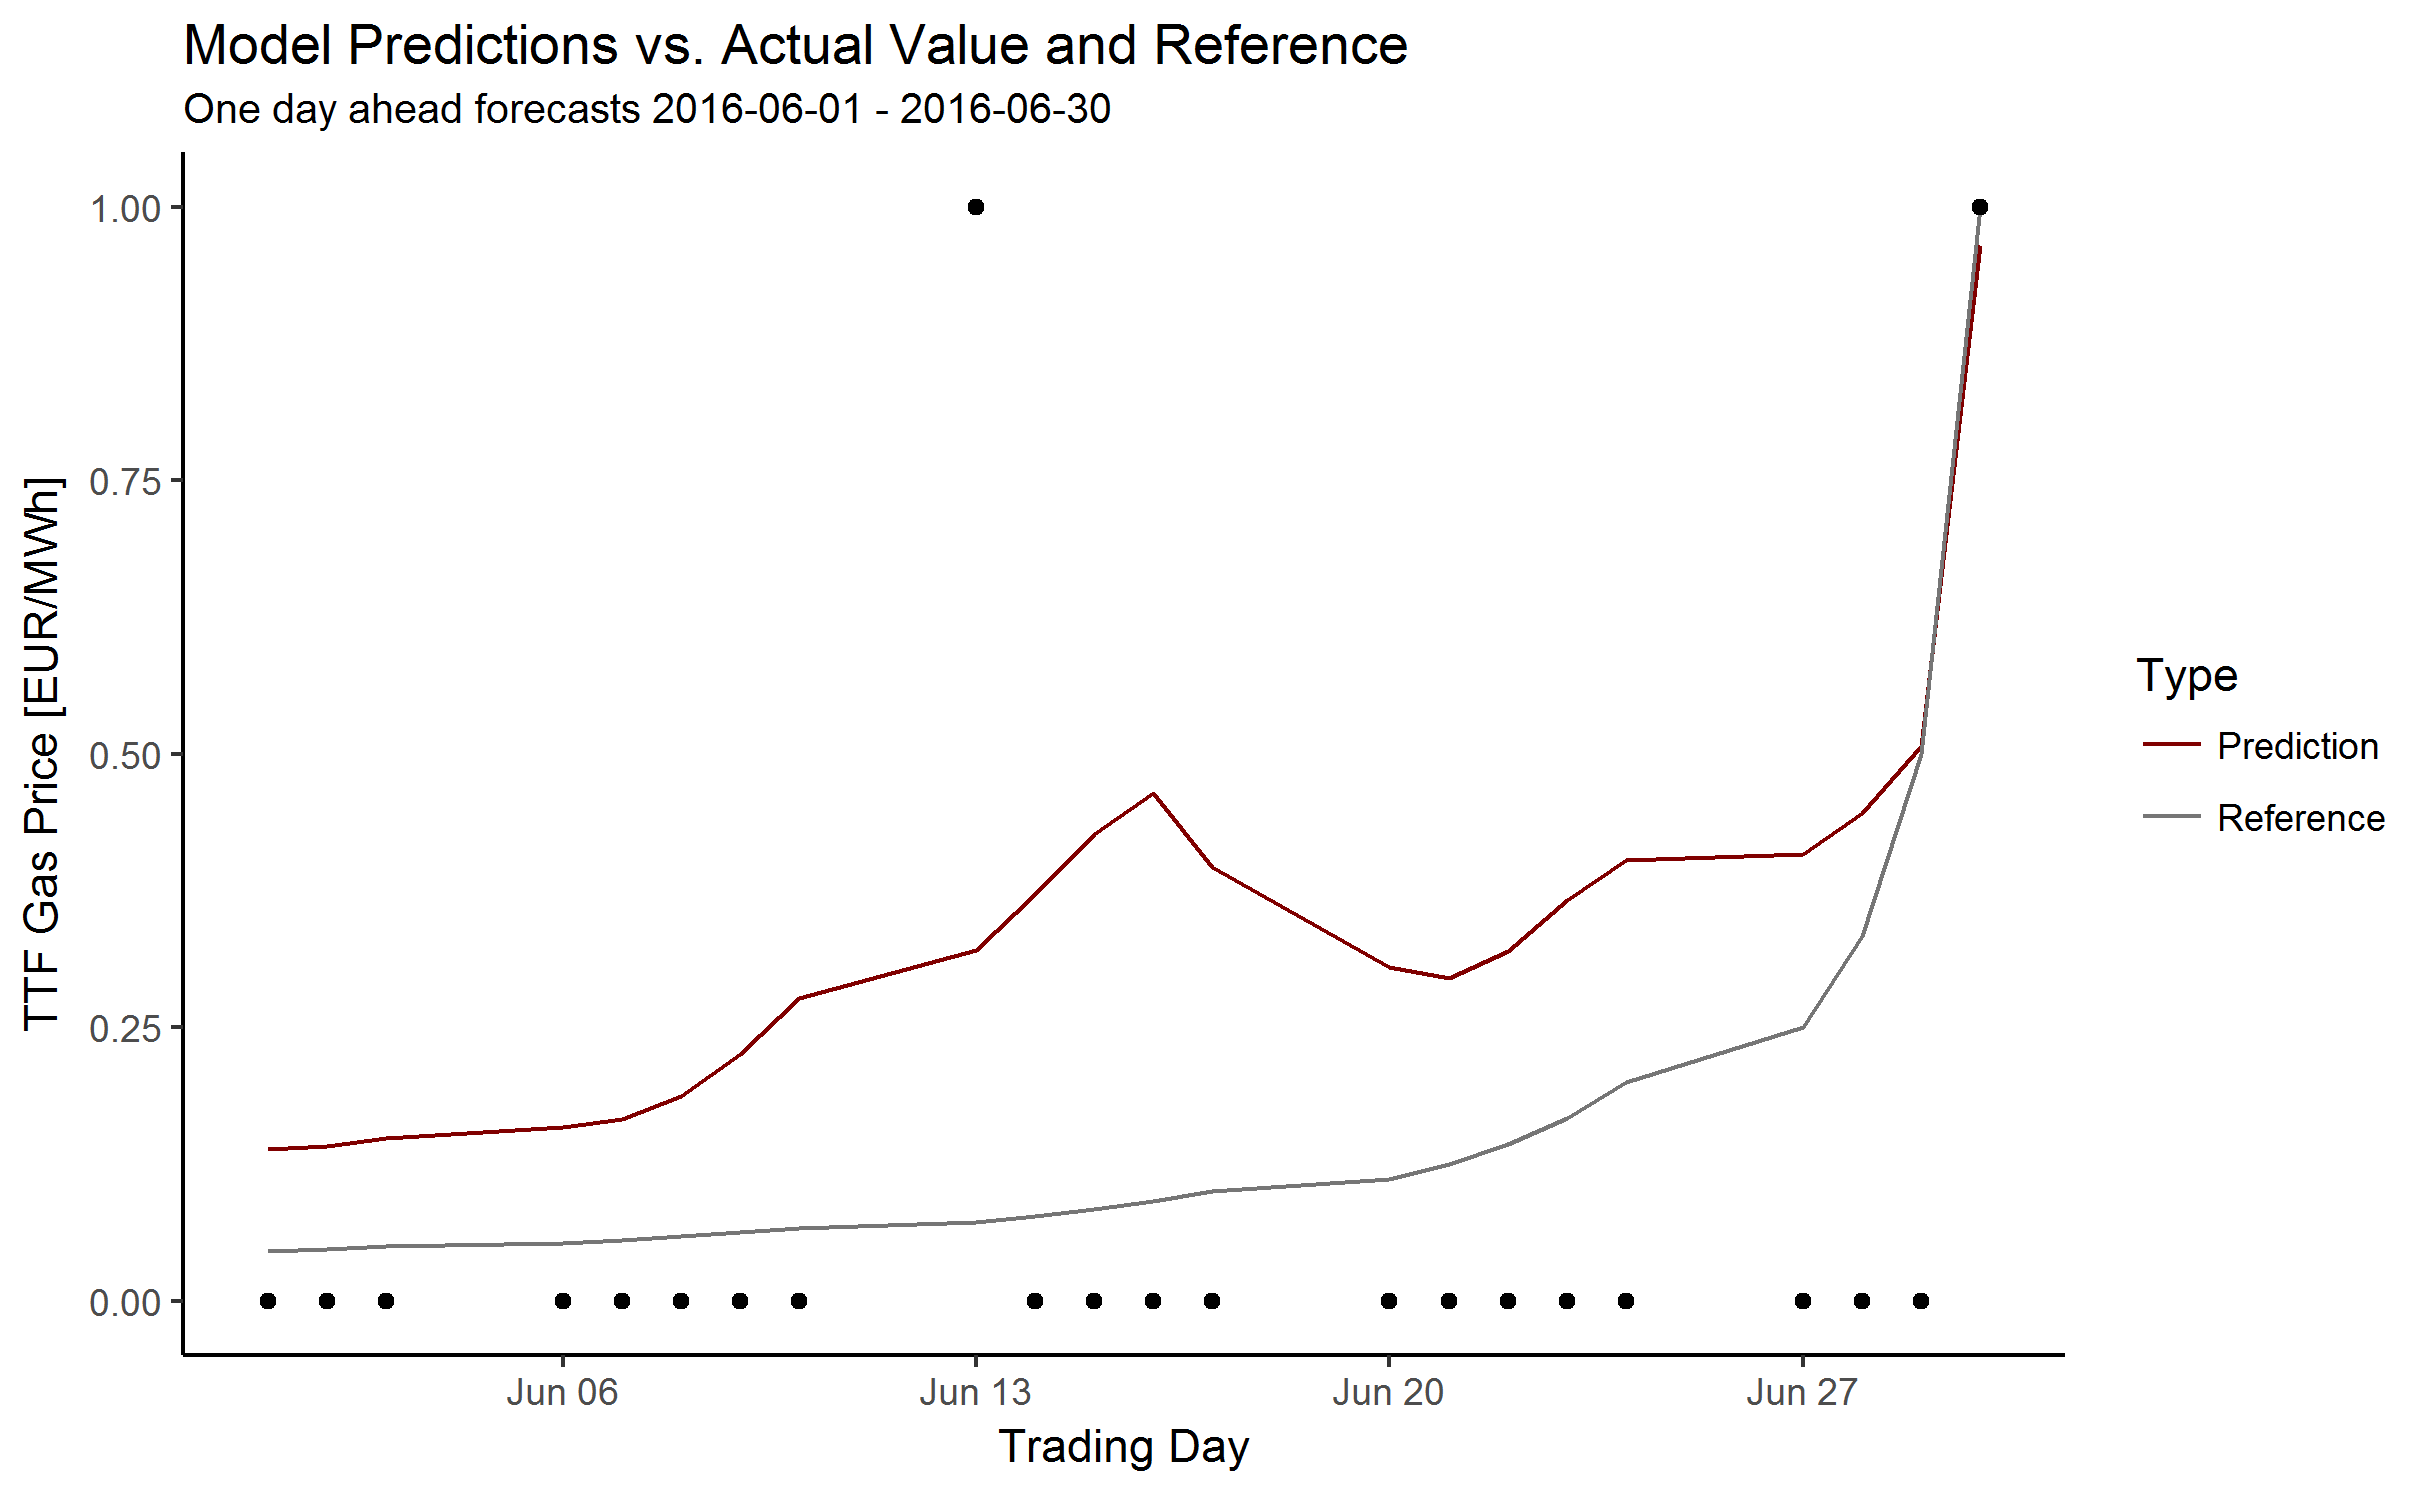 Model Predictions vs. Actual Value and Reference
One day ahead forecasts 2016-06-01 - 2016-06-30
TTF Gas Price [EUR/MWh]
1.00
0.75
0.50
0.25
0.00
Jun 06
Jun 13
Jun 20
Jun 27
Trading Day
Type
Prediction
Reference